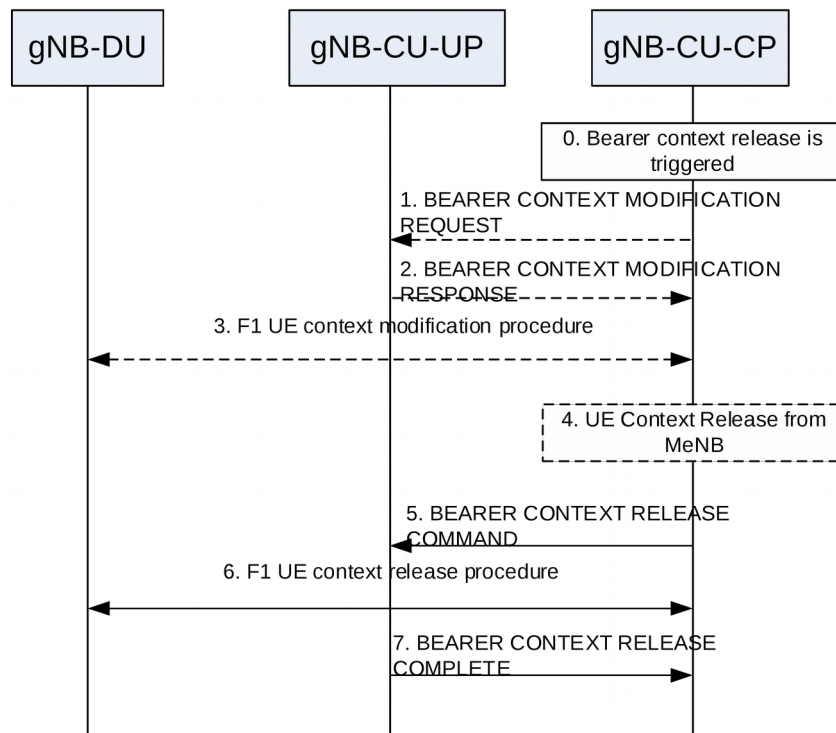 gNB-DU
gNB-CU-UP
gNB-CU-CP
0. Bearer context release is
triggered
1. BEARER CONTEXT MODIFICATION
REQUEST
2. BEARER CONTEXT MODIFICATION
RESPONSE
3. F1 UE context modification procedure
4. UE Context Release from
MeNB
5. BEARER CONTEXT RELEASE
COMMAND
6. F1 UE context release procedure
7. BEARER CONTEXT RELEASE
COMPLETE